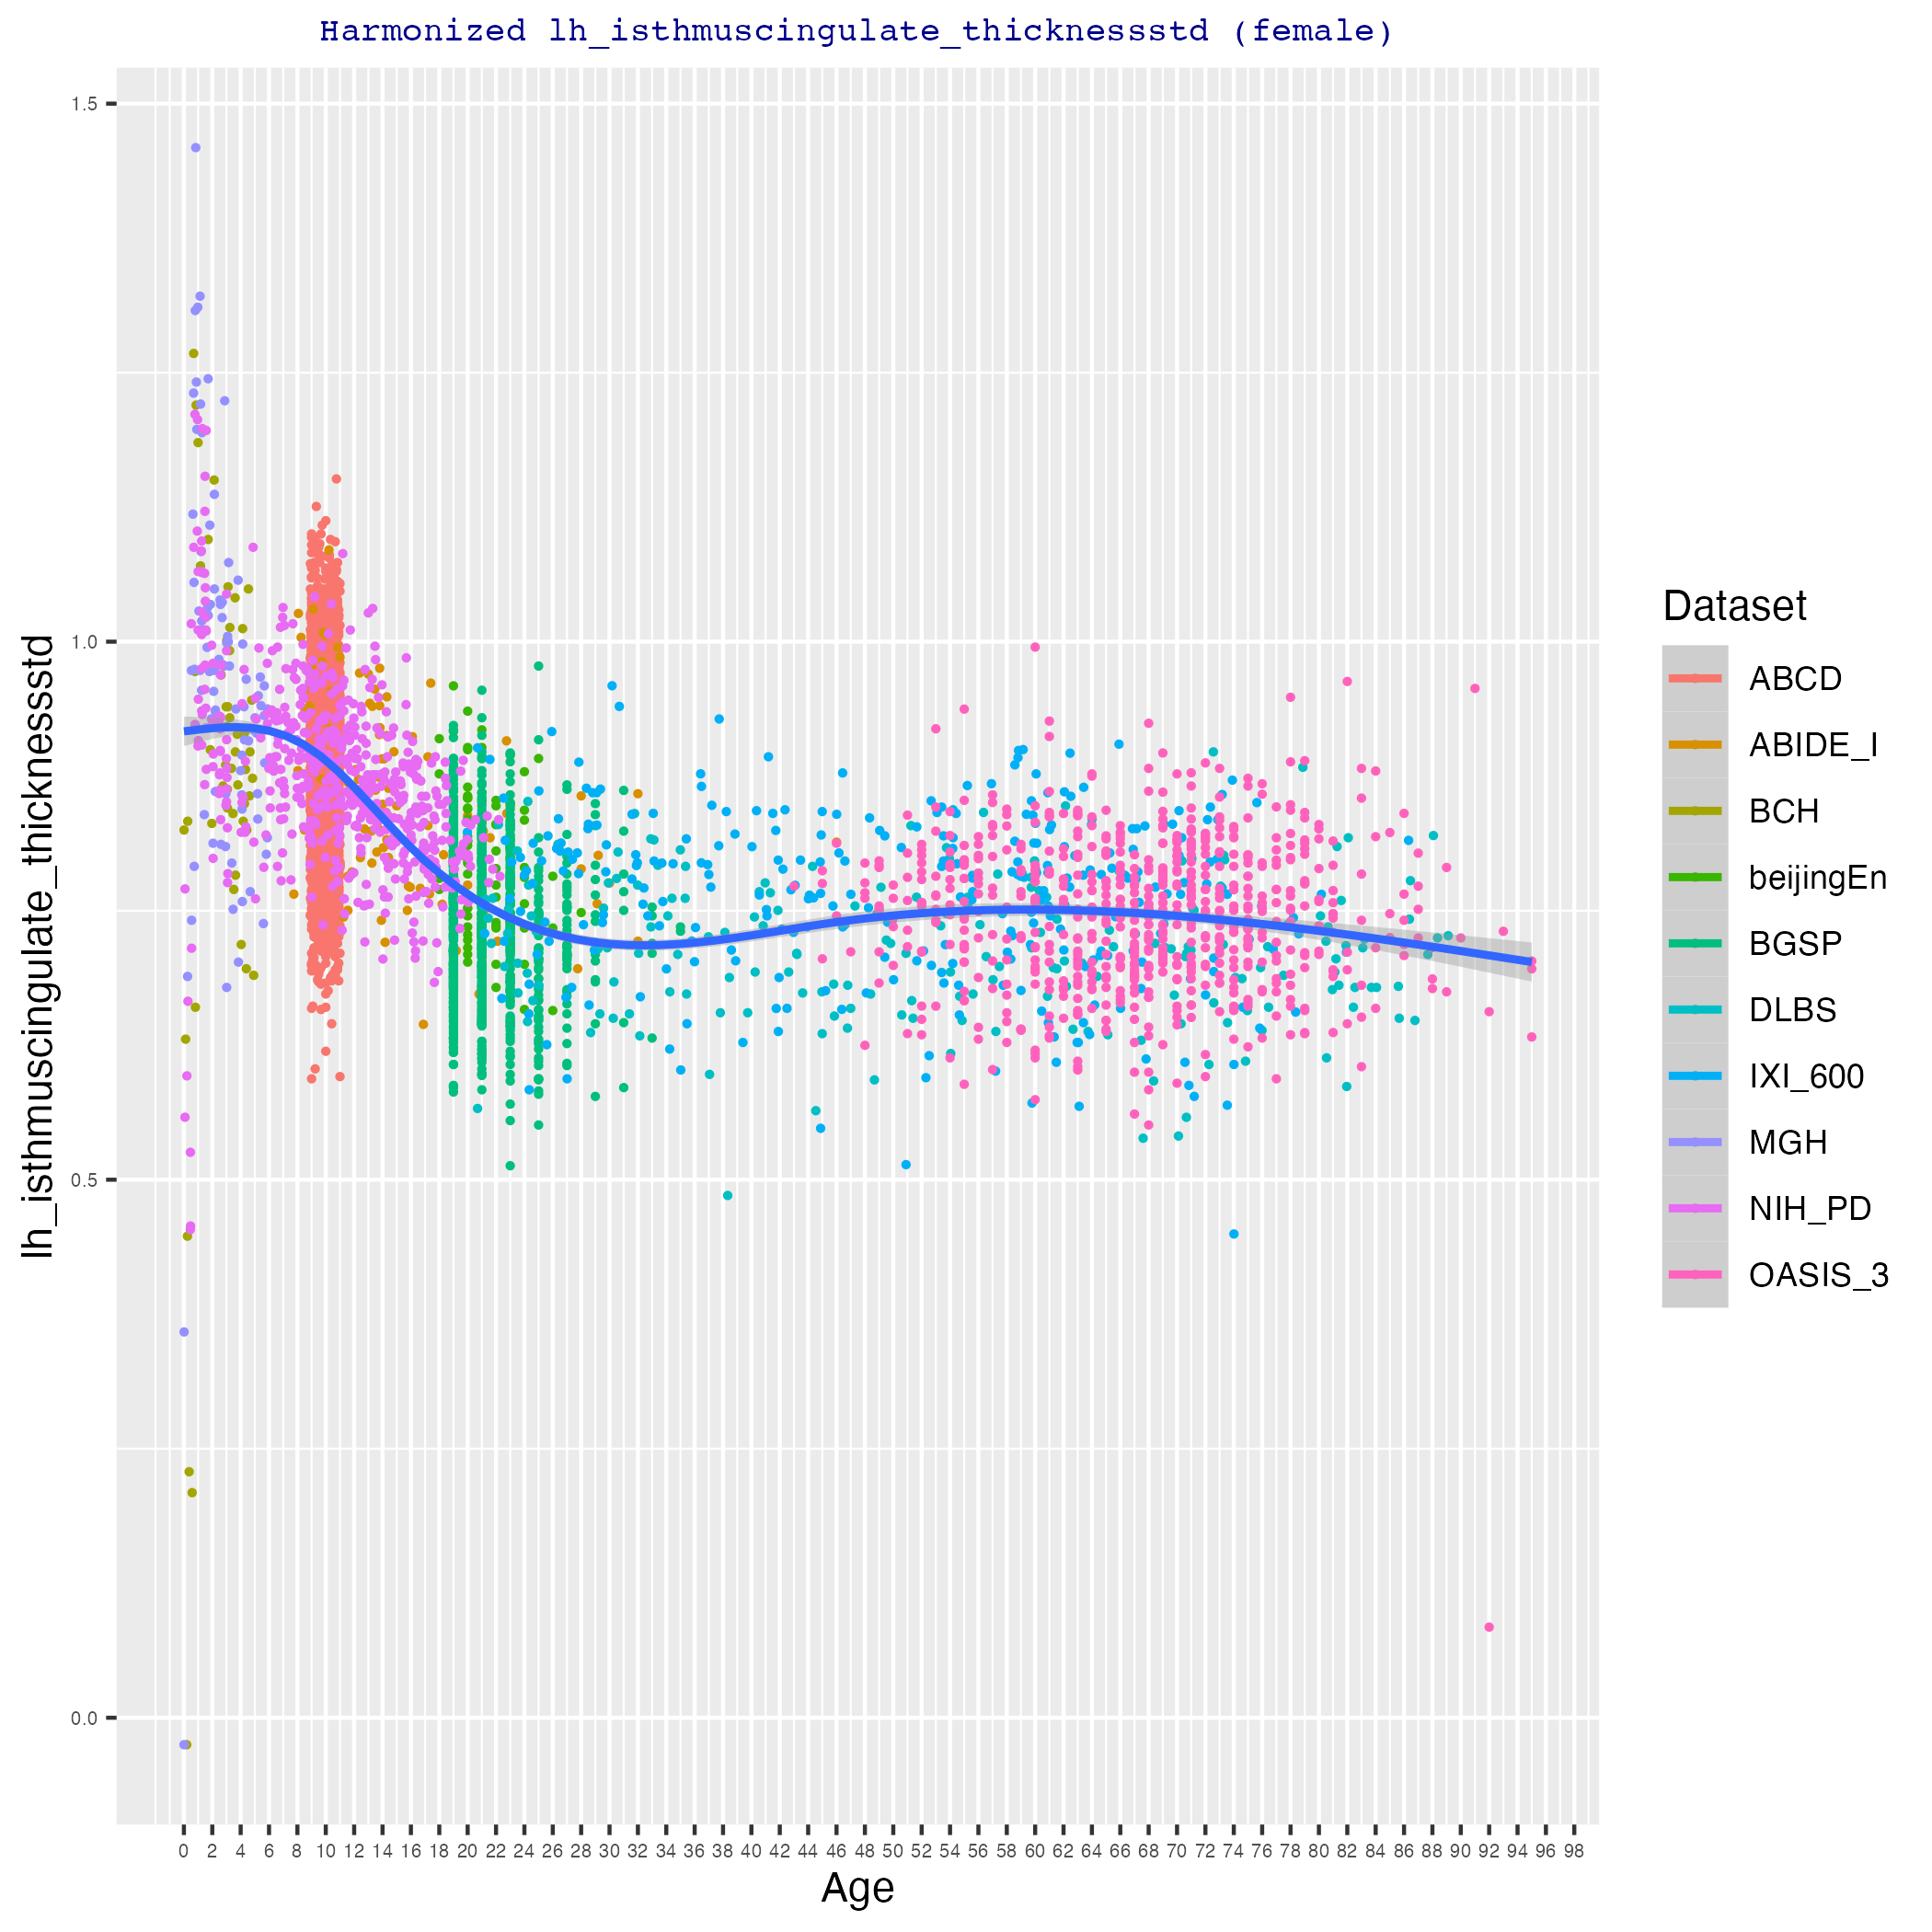 Harmonized lh_isthmuscingulate_thicknessstd (female)
lh_isthmuscingulate_thicknessstd
1.5
1.0
0.5
0.0
0 2 4 6 8 10 12 14 16 18 20 22 24 26 28 30 32 34 36 38 40 42 44 46 48 50 52 54 56 58 60 62 64 66 68 70 72 74 76 78 80 82 84 86 88 90 92 94 96 98
Age
Dataset
ABCD
ABIDE_I
BCH
beijingEn
BGSP
DLBS
IXI_600
MGH
NIH_PD
OASIS_3